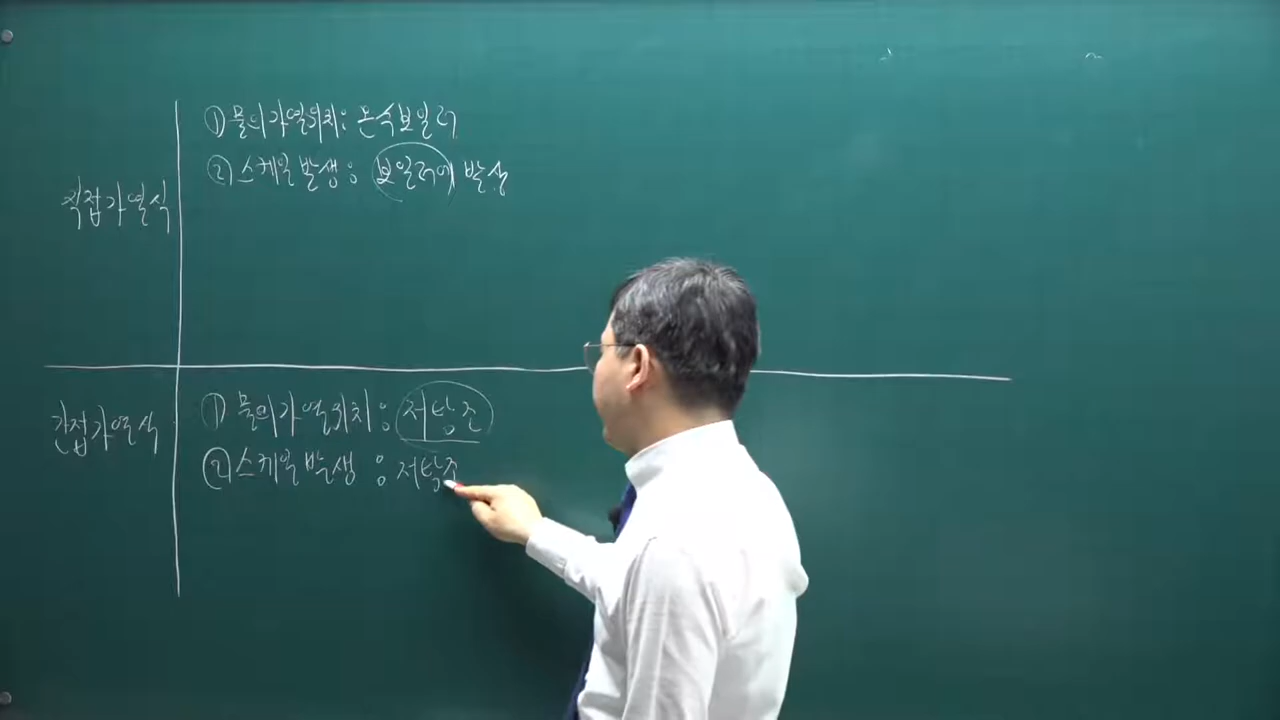 직접가열식
① 물의가열위치: 온수보일러
② 스케일 발생: 보일러에 발생
간접가열식
① 물의가열위치: 저탕조
② 스케일 발생: 저탕조